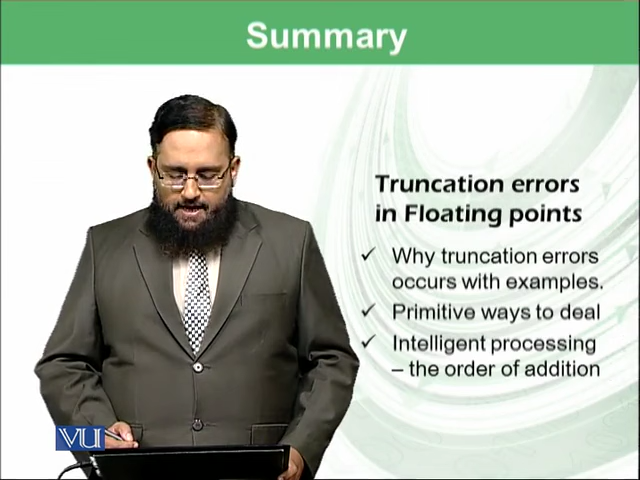 Summary
Truncation errors
in Floating points
✓ Why truncation errors
occurs with examples.
✓ Primitive ways to deal
✓ Intelligent processing
– the order of addition
VU